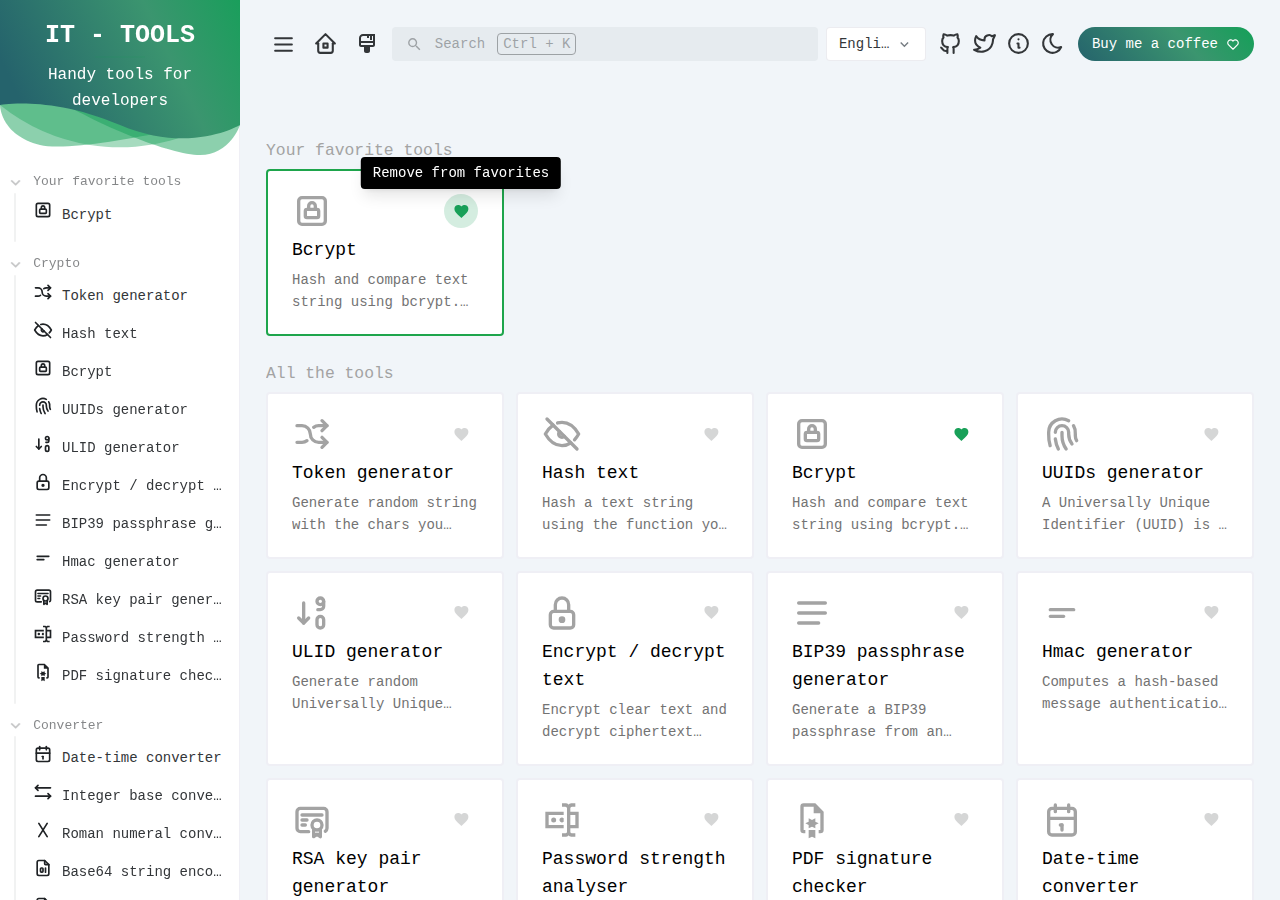 IT - TOOLS
Handy tools for
developers
Your favorite tools
Bcrypt
Crypto
Token generator
Hash text
Bcrypt
UUIDs generator
ULID generator
Encrypt / decrypt …
BIP39 passphrase g…
Hmac generator
RSA key pair gener…
Password strength …
PDF signature chec…
Converter
Date-time converter
Integer base conve…
Roman numeral conv…
Base64 string enco…
Search Ctrl + K
Engli…
Buy me a coffee
Your favorite tools
Remove from favorites
Bcrypt
Hash and compare text
string using bcrypt.…
All the tools
Token generator
Generate random string
with the chars you…
Hash text
Hash a text string
using the function yo…
Bcrypt
Hash and compare text
string using bcrypt.…
UUIDs generator
A Universally Unique
Identifier (UUID) is …
ULID generator
Generate random
Universally Unique…
Encrypt / decrypt
text
Encrypt clear text and
decrypt ciphertext…
BIP39 passphrase
generator
Generate a BIP39
passphrase from an…
Hmac generator
Computes a hash-based
message authenticatio…
RSA key pair
generator
Password strength
analyser
PDF signature
checker
Date-time
converter